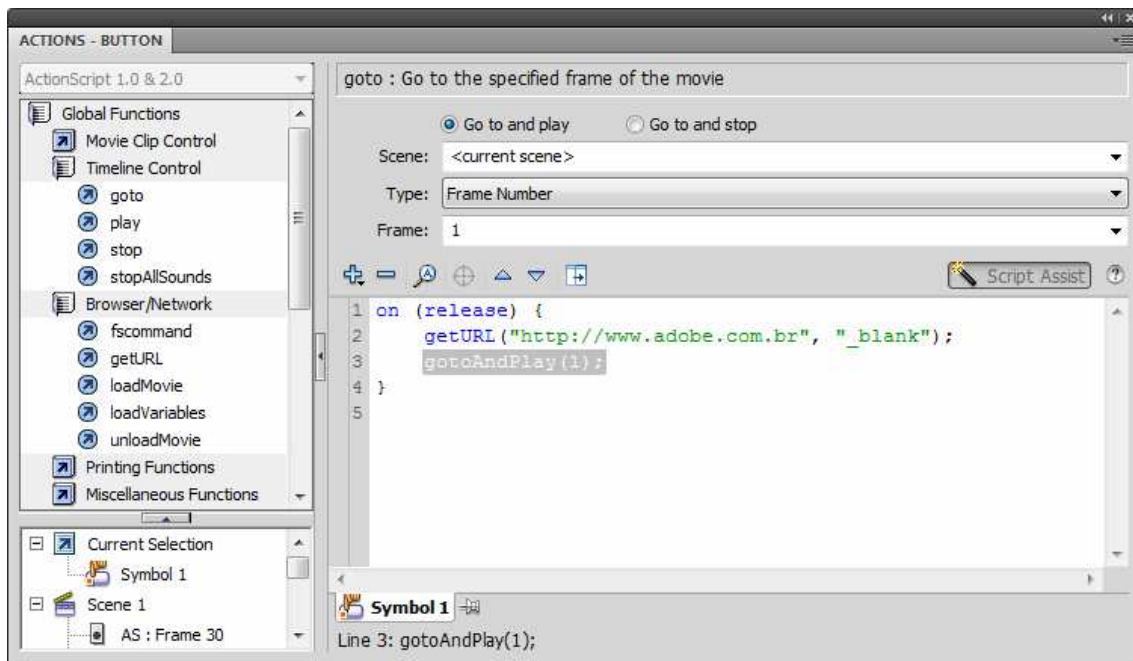 ACTIONS - BUTTON
ActionScript 1.0 & 2.0
Global Functions
Movie Clip Control
Timeline Control
goto
play
stop
stopAllSounds
Browser/Network
fscommand
getURL
loadMovie
loadVariables
unloadMovie
Printing Functions
Miscellaneous Functions
Current Selection
Symbol 1
Scene 1
AS : Frame 30
goto : Go to the specified frame of the movie
Go to and play Go to and stop
Scene: <current scene>
Type: Frame Number
Frame: 1
Script Assist
1 on (release) {
2 getURL("http://www.adobe.com.br", "_blank");
3 gotoAndPlay(1);
4 }
5
Symbol 1
Line 3: gotoAndPlay(1);